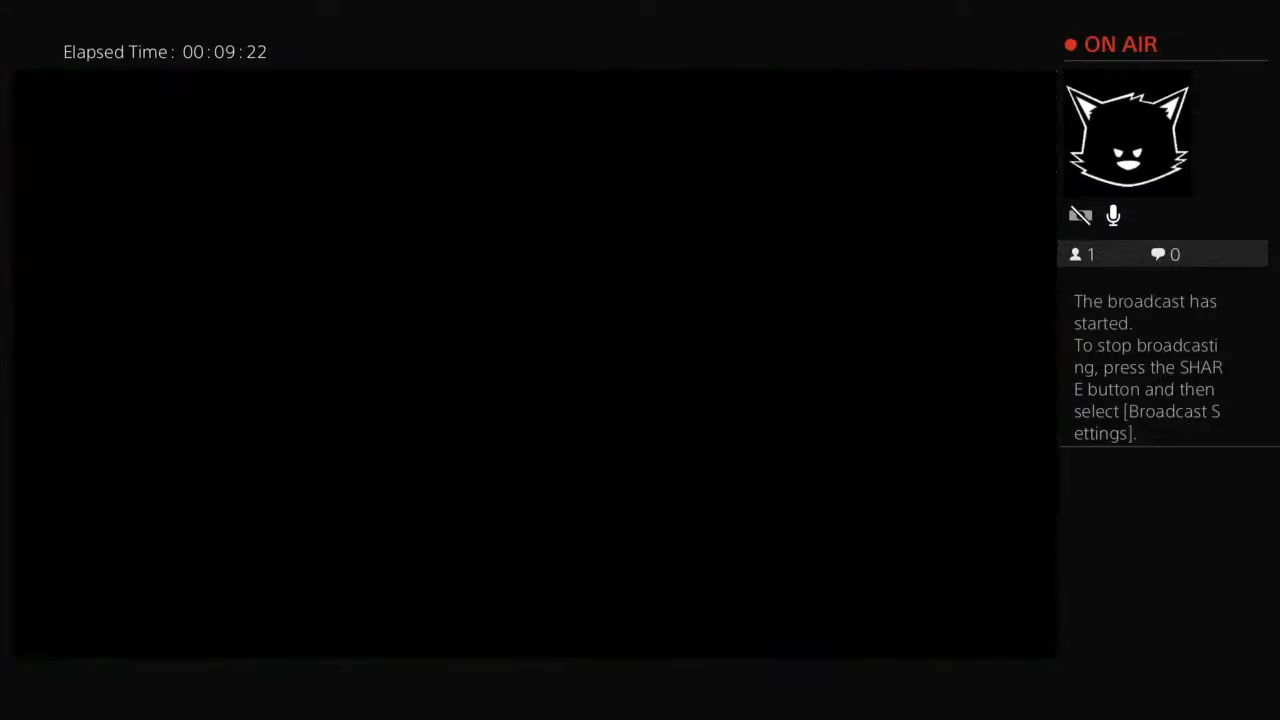 Elapsed Time: 00:09:22
ON AIR
1 0
The broadcast has
started.
To stop broadcasti
ng, press the SHAR
E button and then
select [Broadcast S
ettings].